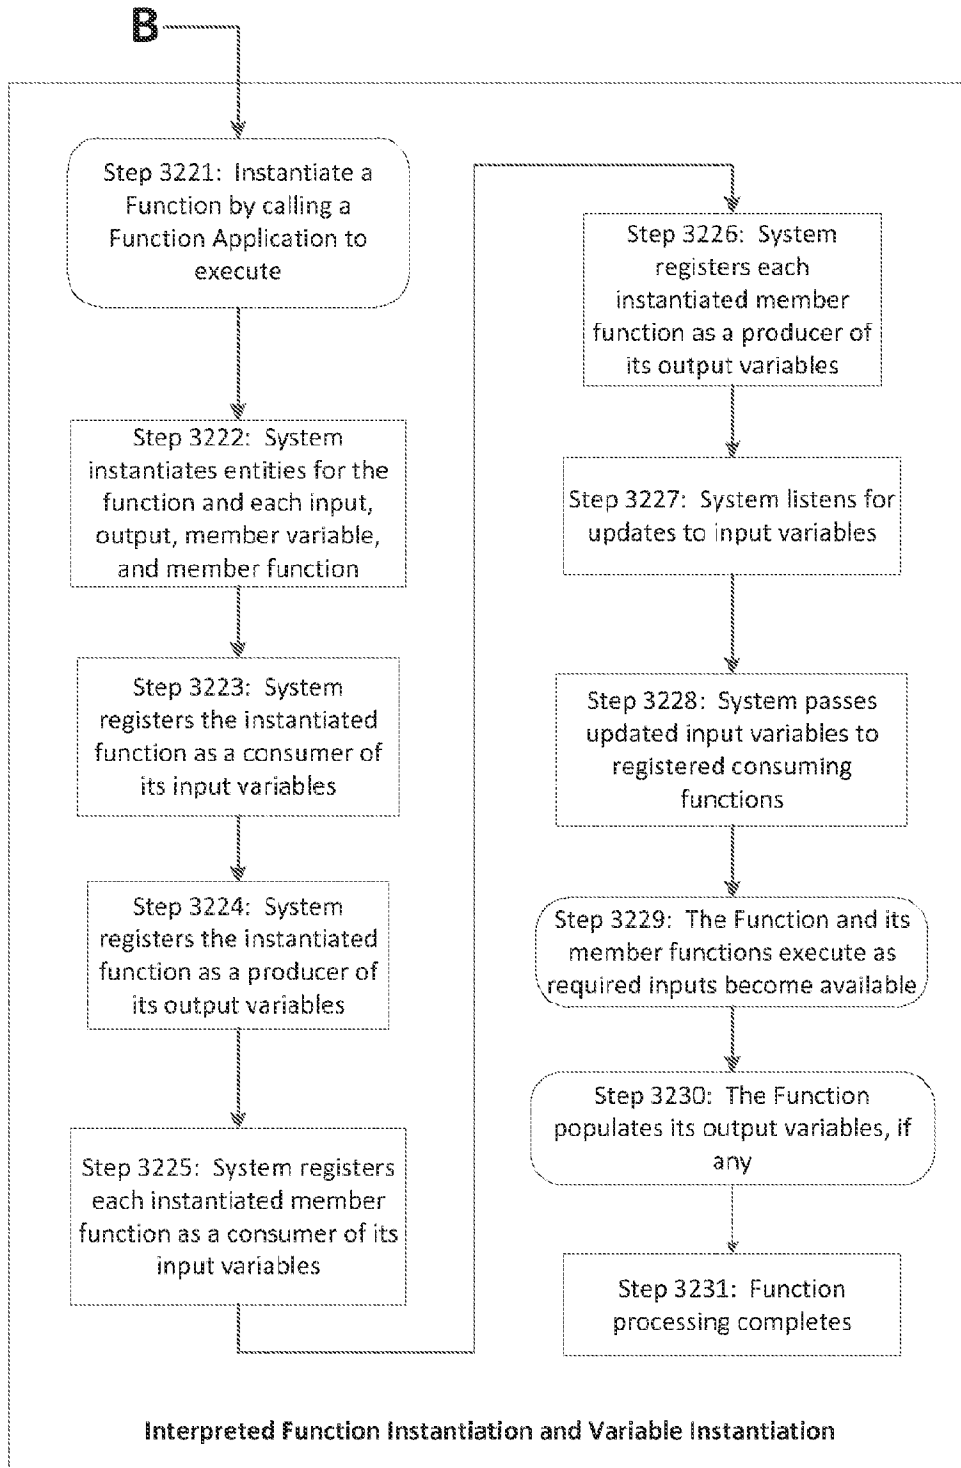 B
Step 3221: Instantiate a
Function by calling a
Function Application to
execute
Step 3222: System
instantiates entities for the
function and each input,
output, member variable,
and member function
Step 3223: System
registers the instantiated
function as a consumer of
its input variables
Step 3224: System
registers the instantiated
function as a producer of
its output variables
Step 3225: System registers
each instantiated member
function as a consumer of its
input variables
Step 3226: System
registers each
instantiated member
function as a producer of
its output variables
Step 3227: System listens for
updates to input variables
Step 3228: System passes
updated input variables to
registered consuming
functions
Step 3229: The Function and its
member functions execute as
required inputs become available
Step 3230: The Function
populates its output variables, if
any
Step 3231: Function
processing completes
Interpreted Function Instantiation and Variable Instantiation